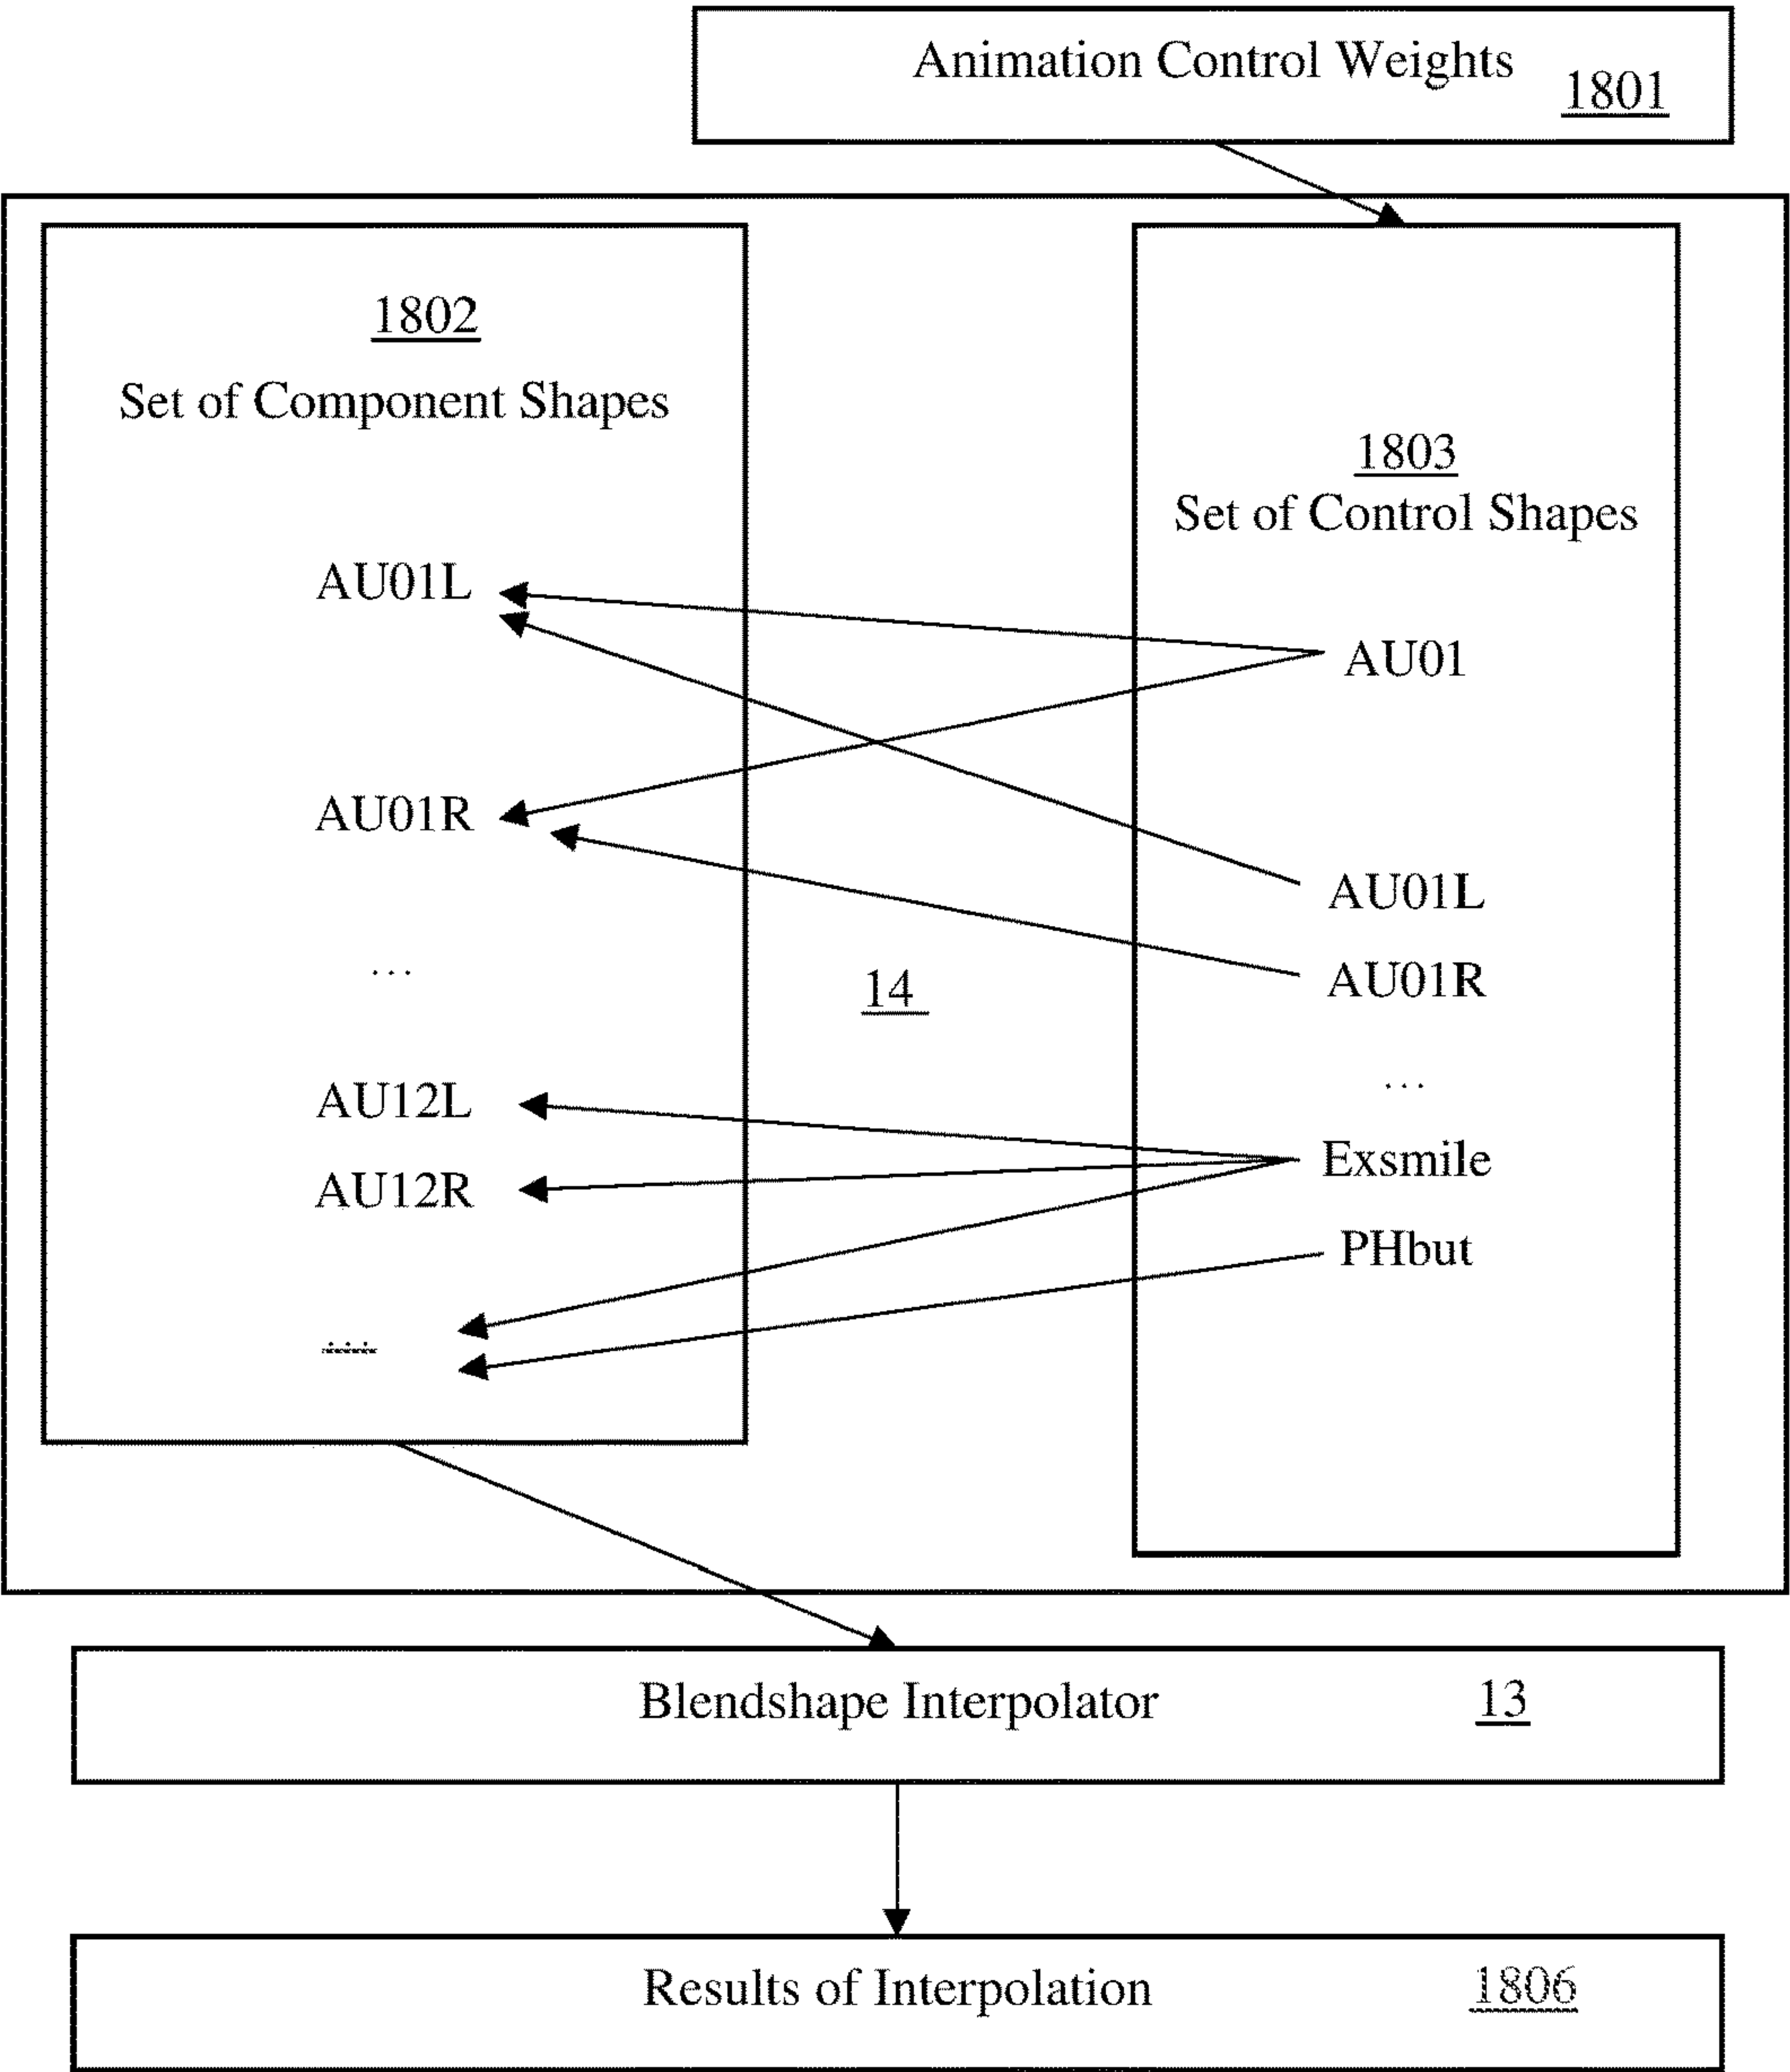 Animation Control Weights
1801
1802
Set of Component Shapes
AU01L
AU01R
...
AU12L
AU12R
....
14
1803
Set of Control Shapes
AU01
AU01L
AU01R
...
Exsmile
PHbut
Blendshape Interpolator 13
Results of Interpolation 1806